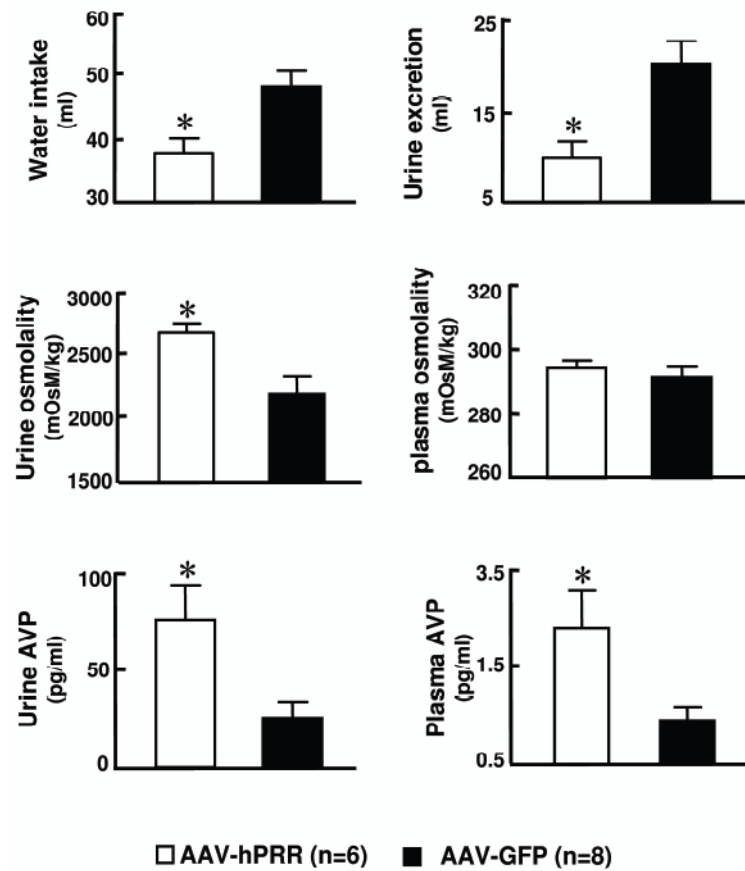 60
50
40
30
Water intake
(ml)
*
25
15
5
Urine excretion
(ml)
*
3000
2500
2000
1500
Urine osmolality
(mOsM/kg)
*
320
290
280
260
plasma osmolality
(mOsM/kg)
100
50
0
Urine AVP
(pg/ml)
*
3.5
1.5
0.5
Plasma AVP
(pg/ml)
*
AAV-hPRR (n=6) AAV-GFP (n=8)